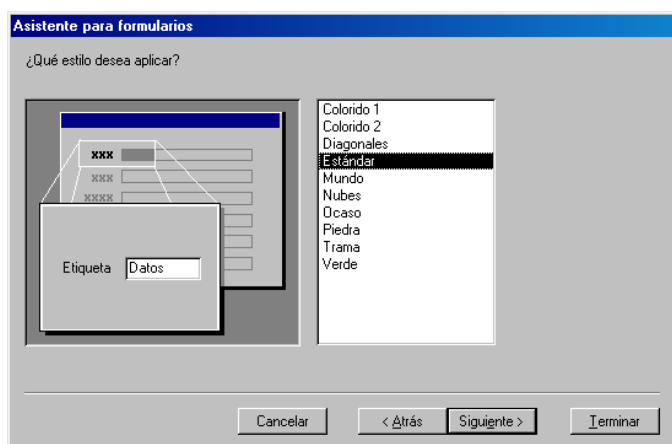 Asistente para formularios
¿Qué estilo desea aplicar?
xxx
xxx
xxxx
Etiqueta Datos
Colorido 1
Colorido 2
Diagonales
Estándar
Mundo
Nubes
Ocaso
Piedra
Trama
Verde
Cancelar < Atrás Siguiente > Terminar